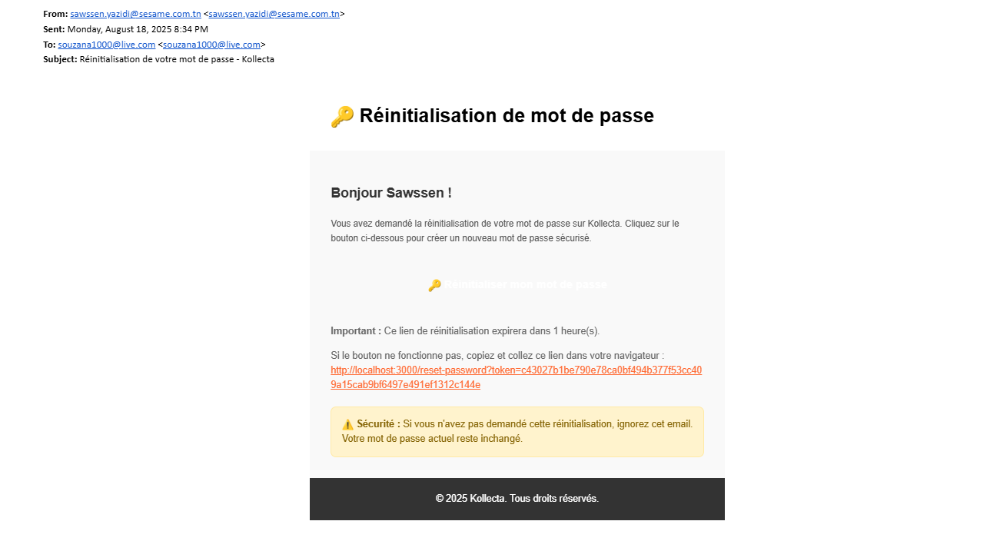 From: sawssen.yazidi@sesame.com.tn <sawssen.yazidi@sesame.com.tn>
Sent: Monday, August 18, 2025 8:34 PM
To: souzana1000@live.com <souzana1000@live.com>
Subject: Réinitialisation de votre mot de passe - Kollecta
🔑 Réinitialisation de mot de passe
Bonjour Sawssen !
Vous avez demandé la réinitialisation de votre mot de passe sur Kollecta. Cliquez sur le
bouton ci-dessous pour créer un nouveau mot de passe sécurisé.
🔑 Réinitialiser mon mot de passe
Important : Ce lien de réinitialisation expirera dans 1 heure(s).
Si le bouton ne fonctionne pas, copiez et collez ce lien dans votre navigateur :
http://localhost:3000/reset-password?token=c43027b1be790e78ca0bf494b377f53cc40
9a15cab9bf6497e491ef1312c144e
⚠️ Sécurité : Si vous n'avez pas demandé cette réinitialisation, ignorez cet email.
Votre mot de passe actuel reste inchangé.
© 2025 Kollecta. Tous droits réservés.